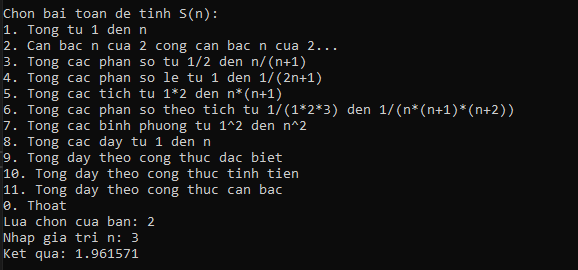 Chon bai toan de tinh S(n):
1. Tong tu 1 den n
2. Can bac n cua 2 cong can bac n cua 2...
3. Tong cac phan so tu 1/2 den n/(n+1)
4. Tong cac phan so le tu 1 den 1/(2n+1)
5. Tong cac tich tu 1*2 den n*(n+1)
6. Tong cac phan so theo tich tu 1/(1*2*3) den 1/(n*(n+1)*(n+2))
7. Tong cac binh phuong tu 1^2 den n^2
8. Tong cac day tu 1 den n
9. Tong day theo cong thuc dac biet
10. Tong day theo cong thuc tinh tien
11. Tong day theo cong thuc can bac
0. Thoat
Lua chon cua ban: 2
Nhap gia tri n: 3
Ket qua: 1.961571